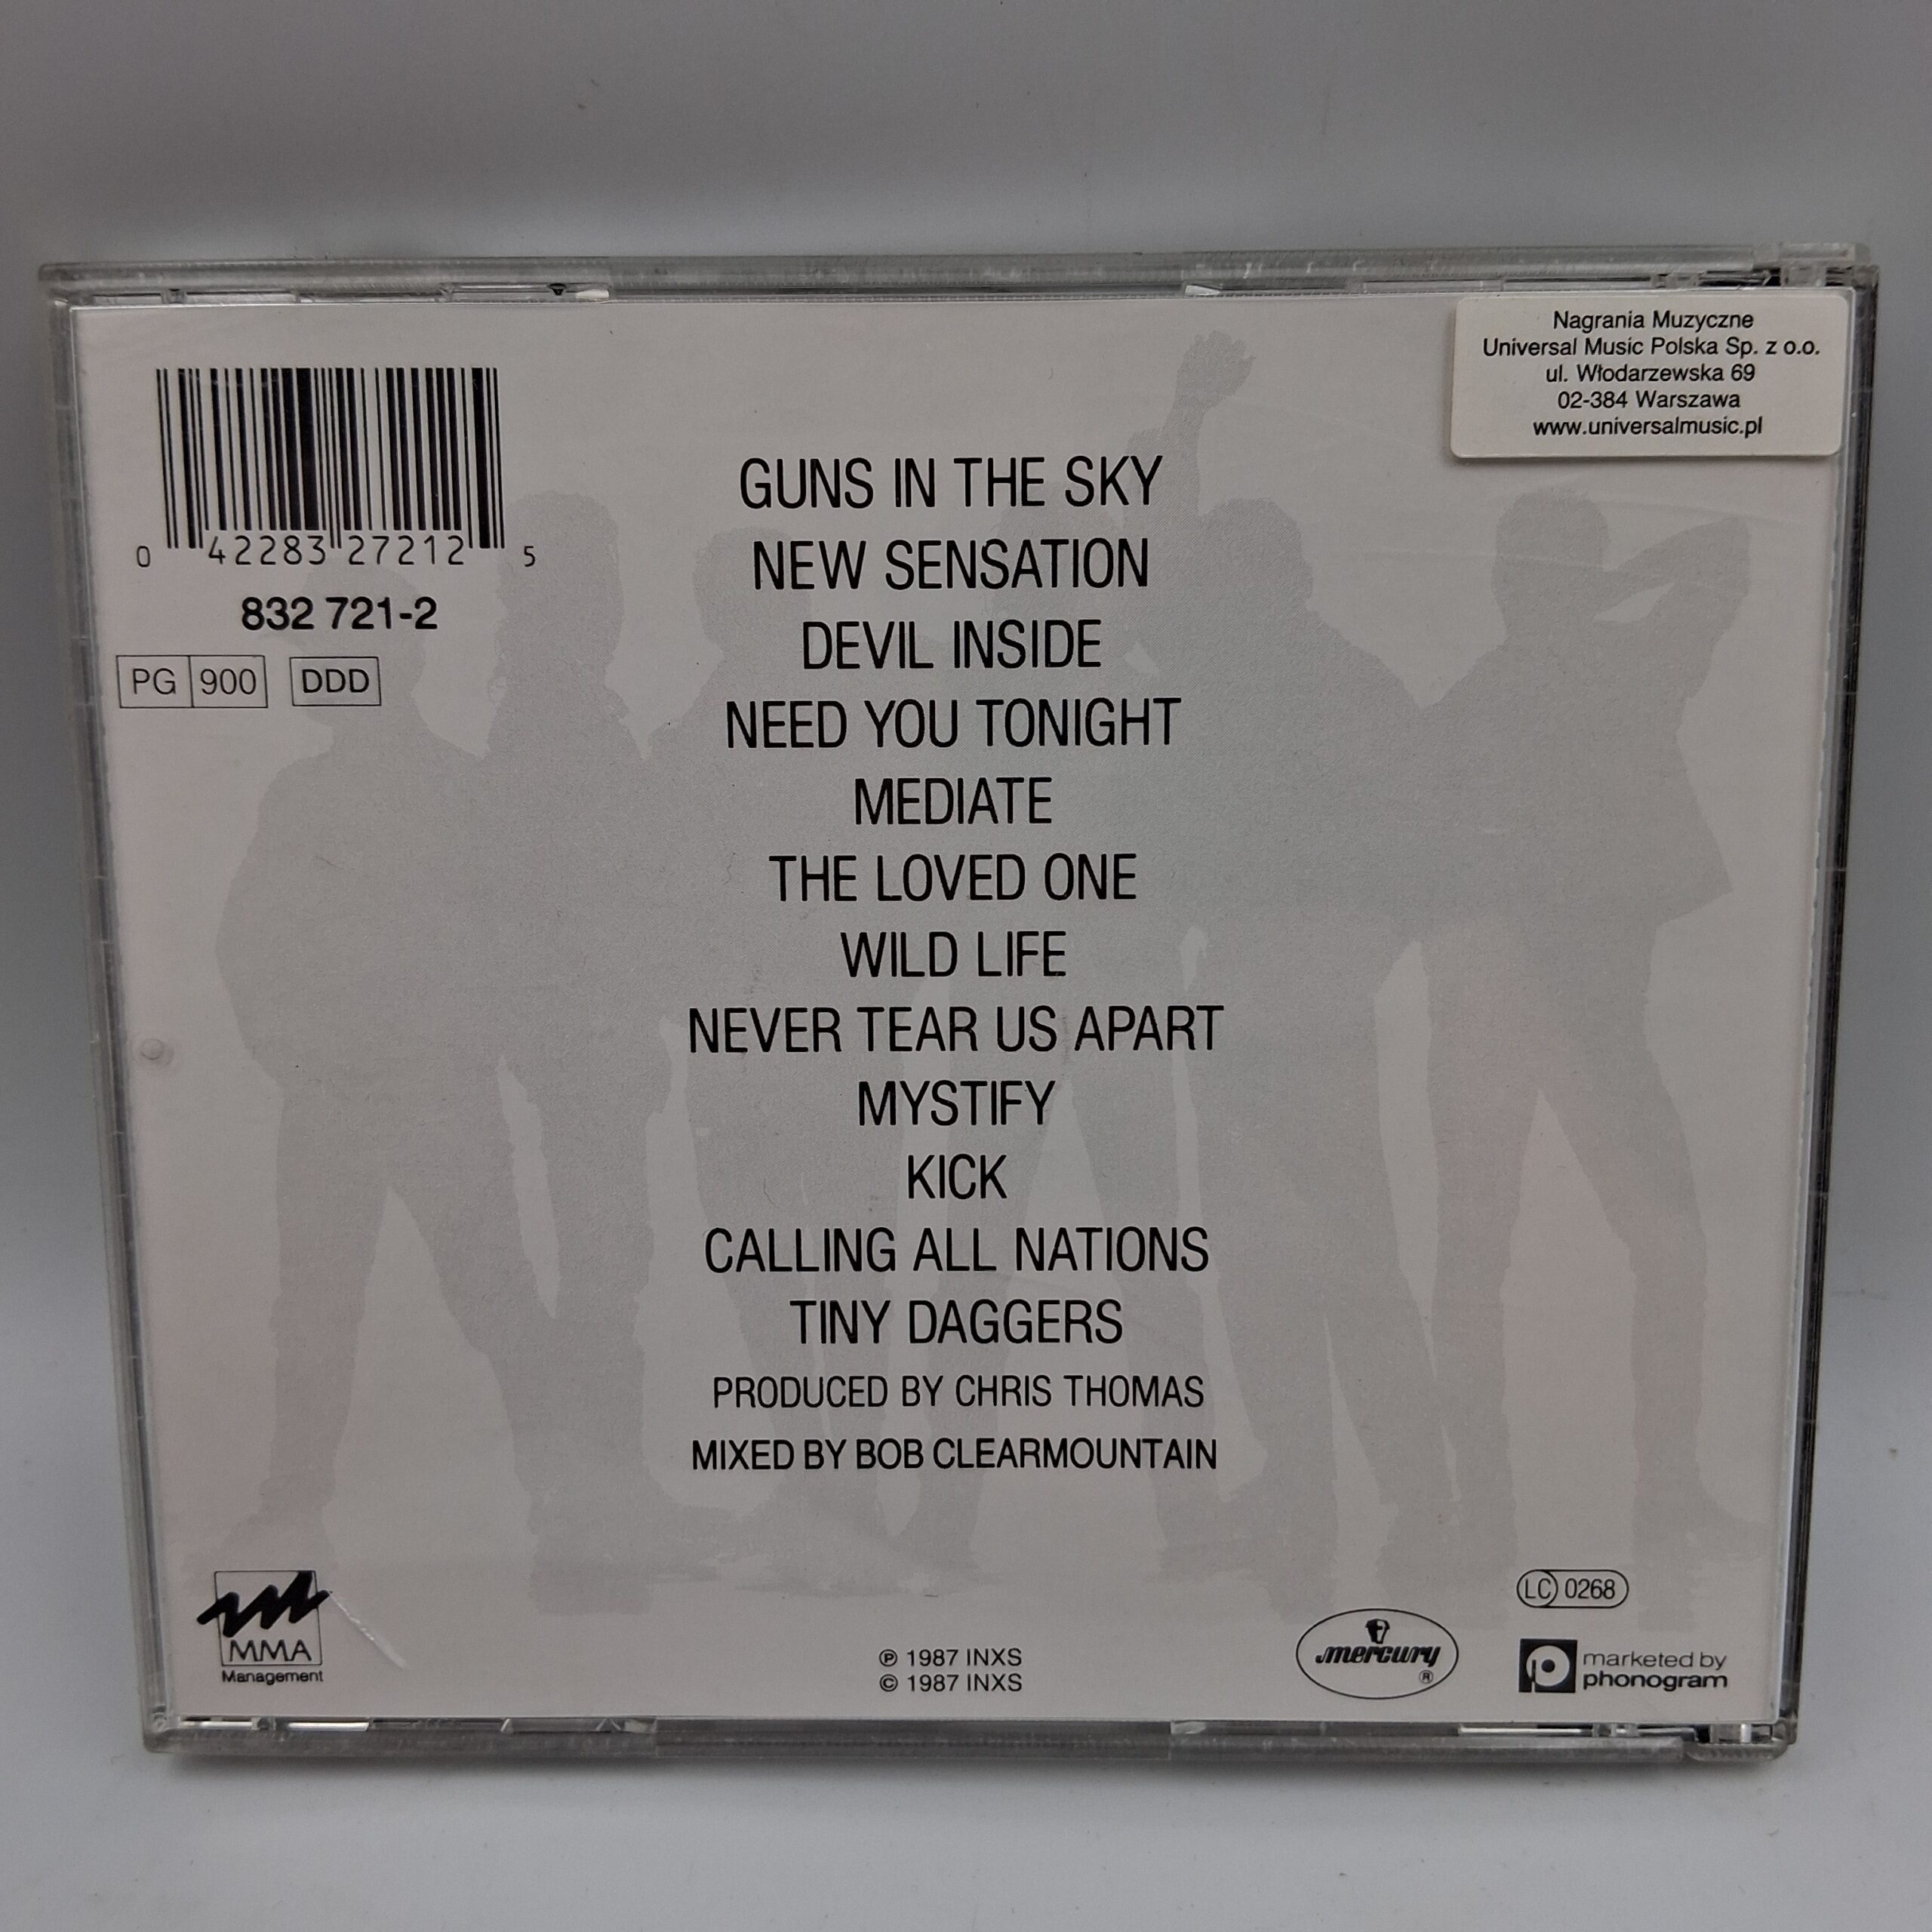 Nagrania Muzyczne
Universal Music Polska Sp. z o.o.
ul. Włodarzewska 69
02-384 Warszawa
www.universalmusic.pl
0 42283 27212 5
832 721-2
PG 900 DDD
GUNS IN THE SKY
NEW SENSATION
DEVIL INSIDE
NEED YOU TONIGHT
MEDIATE
THE LOVED ONE
WILD LIFE
NEVER TEAR US APART
MYSTIFY
KICK
CALLING ALL NATIONS
TINY DAGGERS
PRODUCED BY CHRIS THOMAS
MIXED BY BOB CLEARMOUNTAIN
MMA
Management
℗ 1987 INXS
© 1987 INXS
mercury ®
LC 0268
marketed by
phonogram